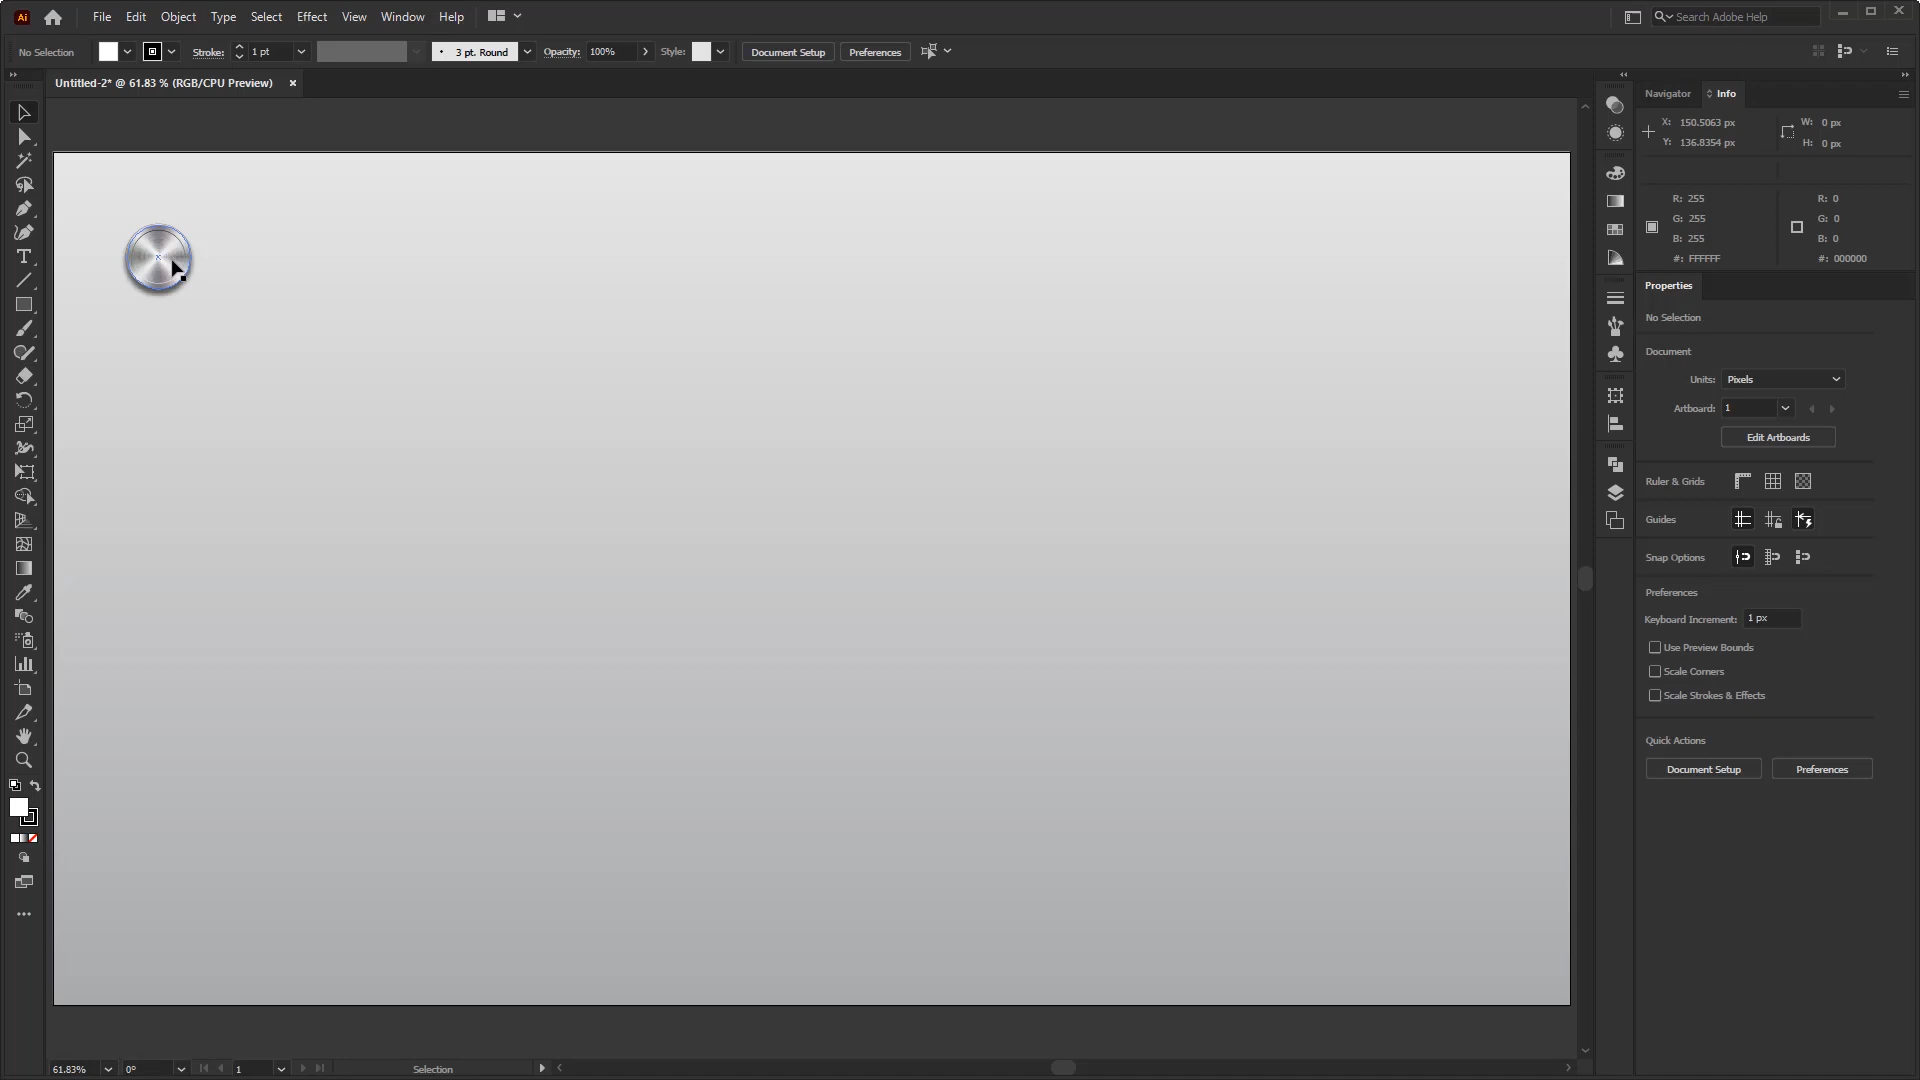 Ai File Edit Object Type Select Effect View Window Help Search Adobe Help
No Selection Stroke: 1 pt 3 pt. Round Opacity: 100% Style: Document Setup Preferences
Untitled-2* @ 61.83 % (RGB/CPU Preview) ×
Navigator Info
X: 150.5063 px W: 0 px
Y: 136.8354 px H: 0 px
R: 255 R: 0
G: 255 G: 0
B: 255 B: 0
#: FFFFFF #: 000000
Properties
No Selection
Document
Units: Pixels
Artboard: 1
Edit Artboards
Ruler & Grids
Guides
Snap Options
Preferences
Keyboard Increment: 1 px
Use Preview Bounds
Scale Corners
Scale Strokes & Effects
Quick Actions
Document Setup Preferences
61.83% 0° 1 Selection